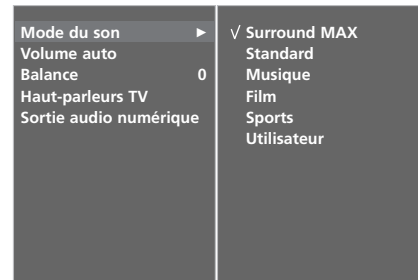 Mode du son ►
Volume auto
Balance 0
Haut-parleurs TV
Sortie audio numérique
√ Surround MAX
Standard
Musique
Film
Sports
Utilisateur